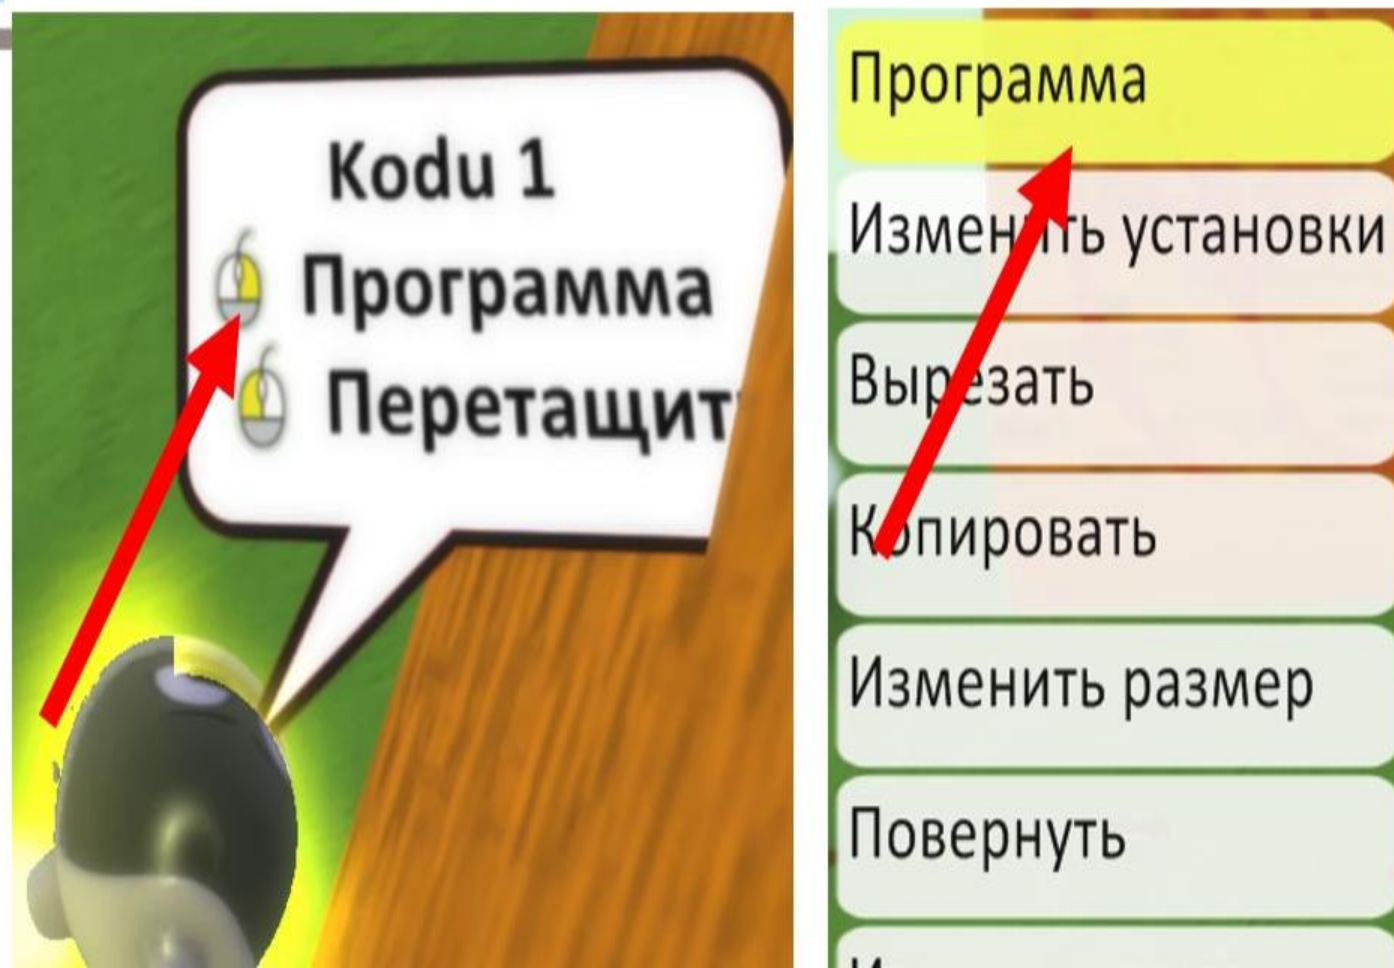 Kodu 1
Программа
Перетащит
Программа
Изменить установки
Вырезать
Копировать
Изменить размер
Повернуть